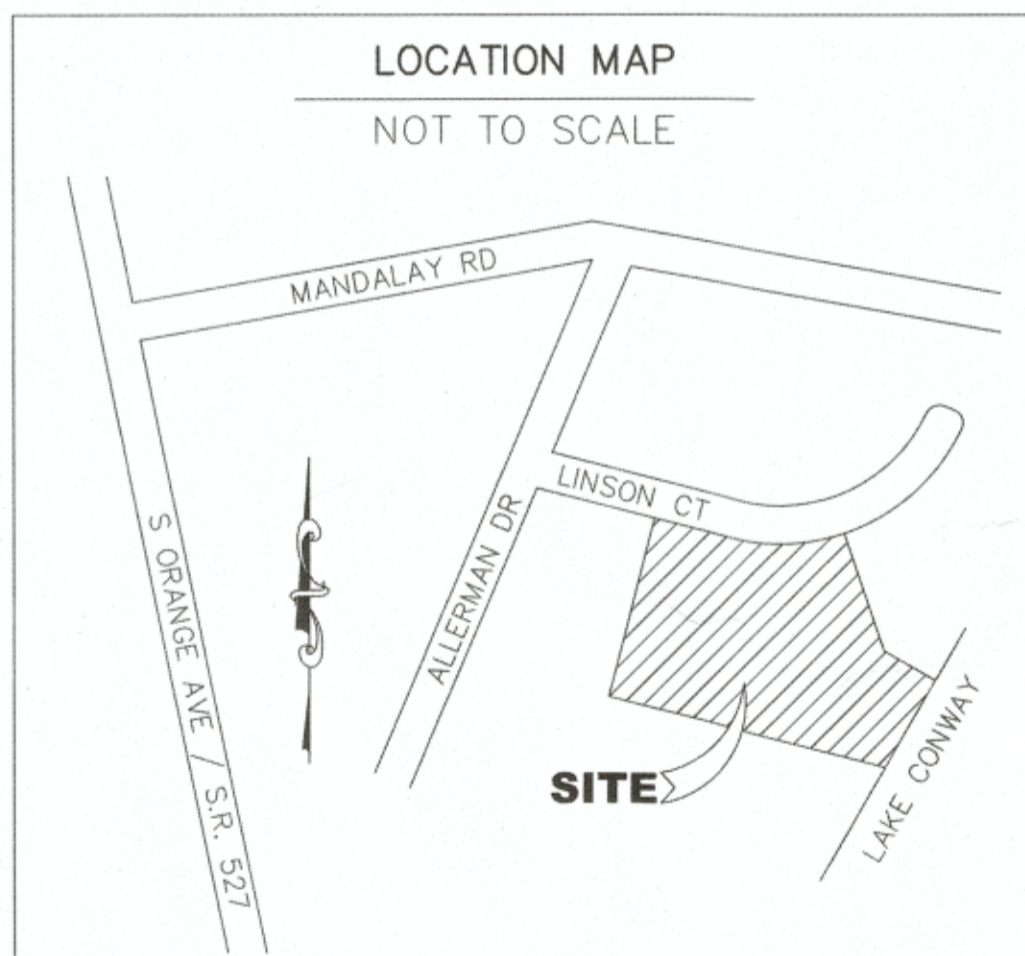 LOCATION MAP
NOT TO SCALE
MANDALAY RD
LINSON CT
ALLERMAN DR
S ORANGE AVE / S.R. 527
SITE
LAKE CONWAY